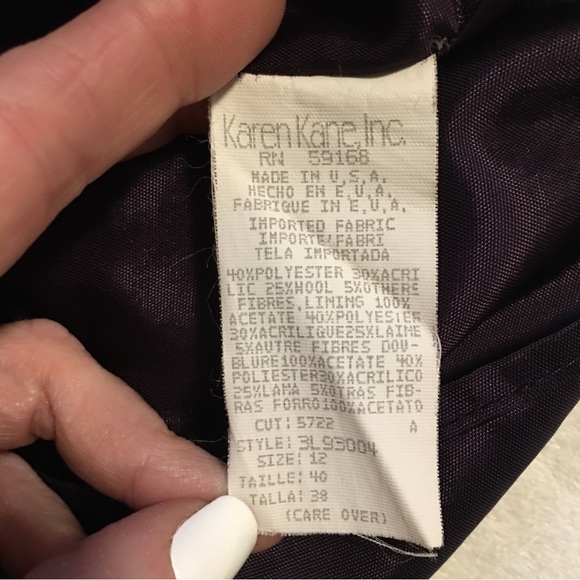 Karen Kane, Inc.
RN 59168
MADE IN U.S.A.
HECHO EN E.U.A.
FABRIQUE IN E.U.A.
IMPORTED FABRIC
IMPORTE'FABRI
TELA IMPORTADA
40%POLYESTER 30%ACRI
LIC 25%WOOL 5%OTHERE
FIBRES,LINING 100%
ACETATE 40%POLYESTER
30%ACRILIQUE25%LAIME
5%AUTRE FIBRES DOU-
BLURE100%ACETATE 40%
POLIESTER30%ACRILICO
25%LAMA 5%OTRAS FIB-
RAS FORRO100%ACETATO
CUT: 5722 A
STYLE: 3L93004
SIZE: 12
TAILLE: 40
TALLA: 38
(CARE OVER)